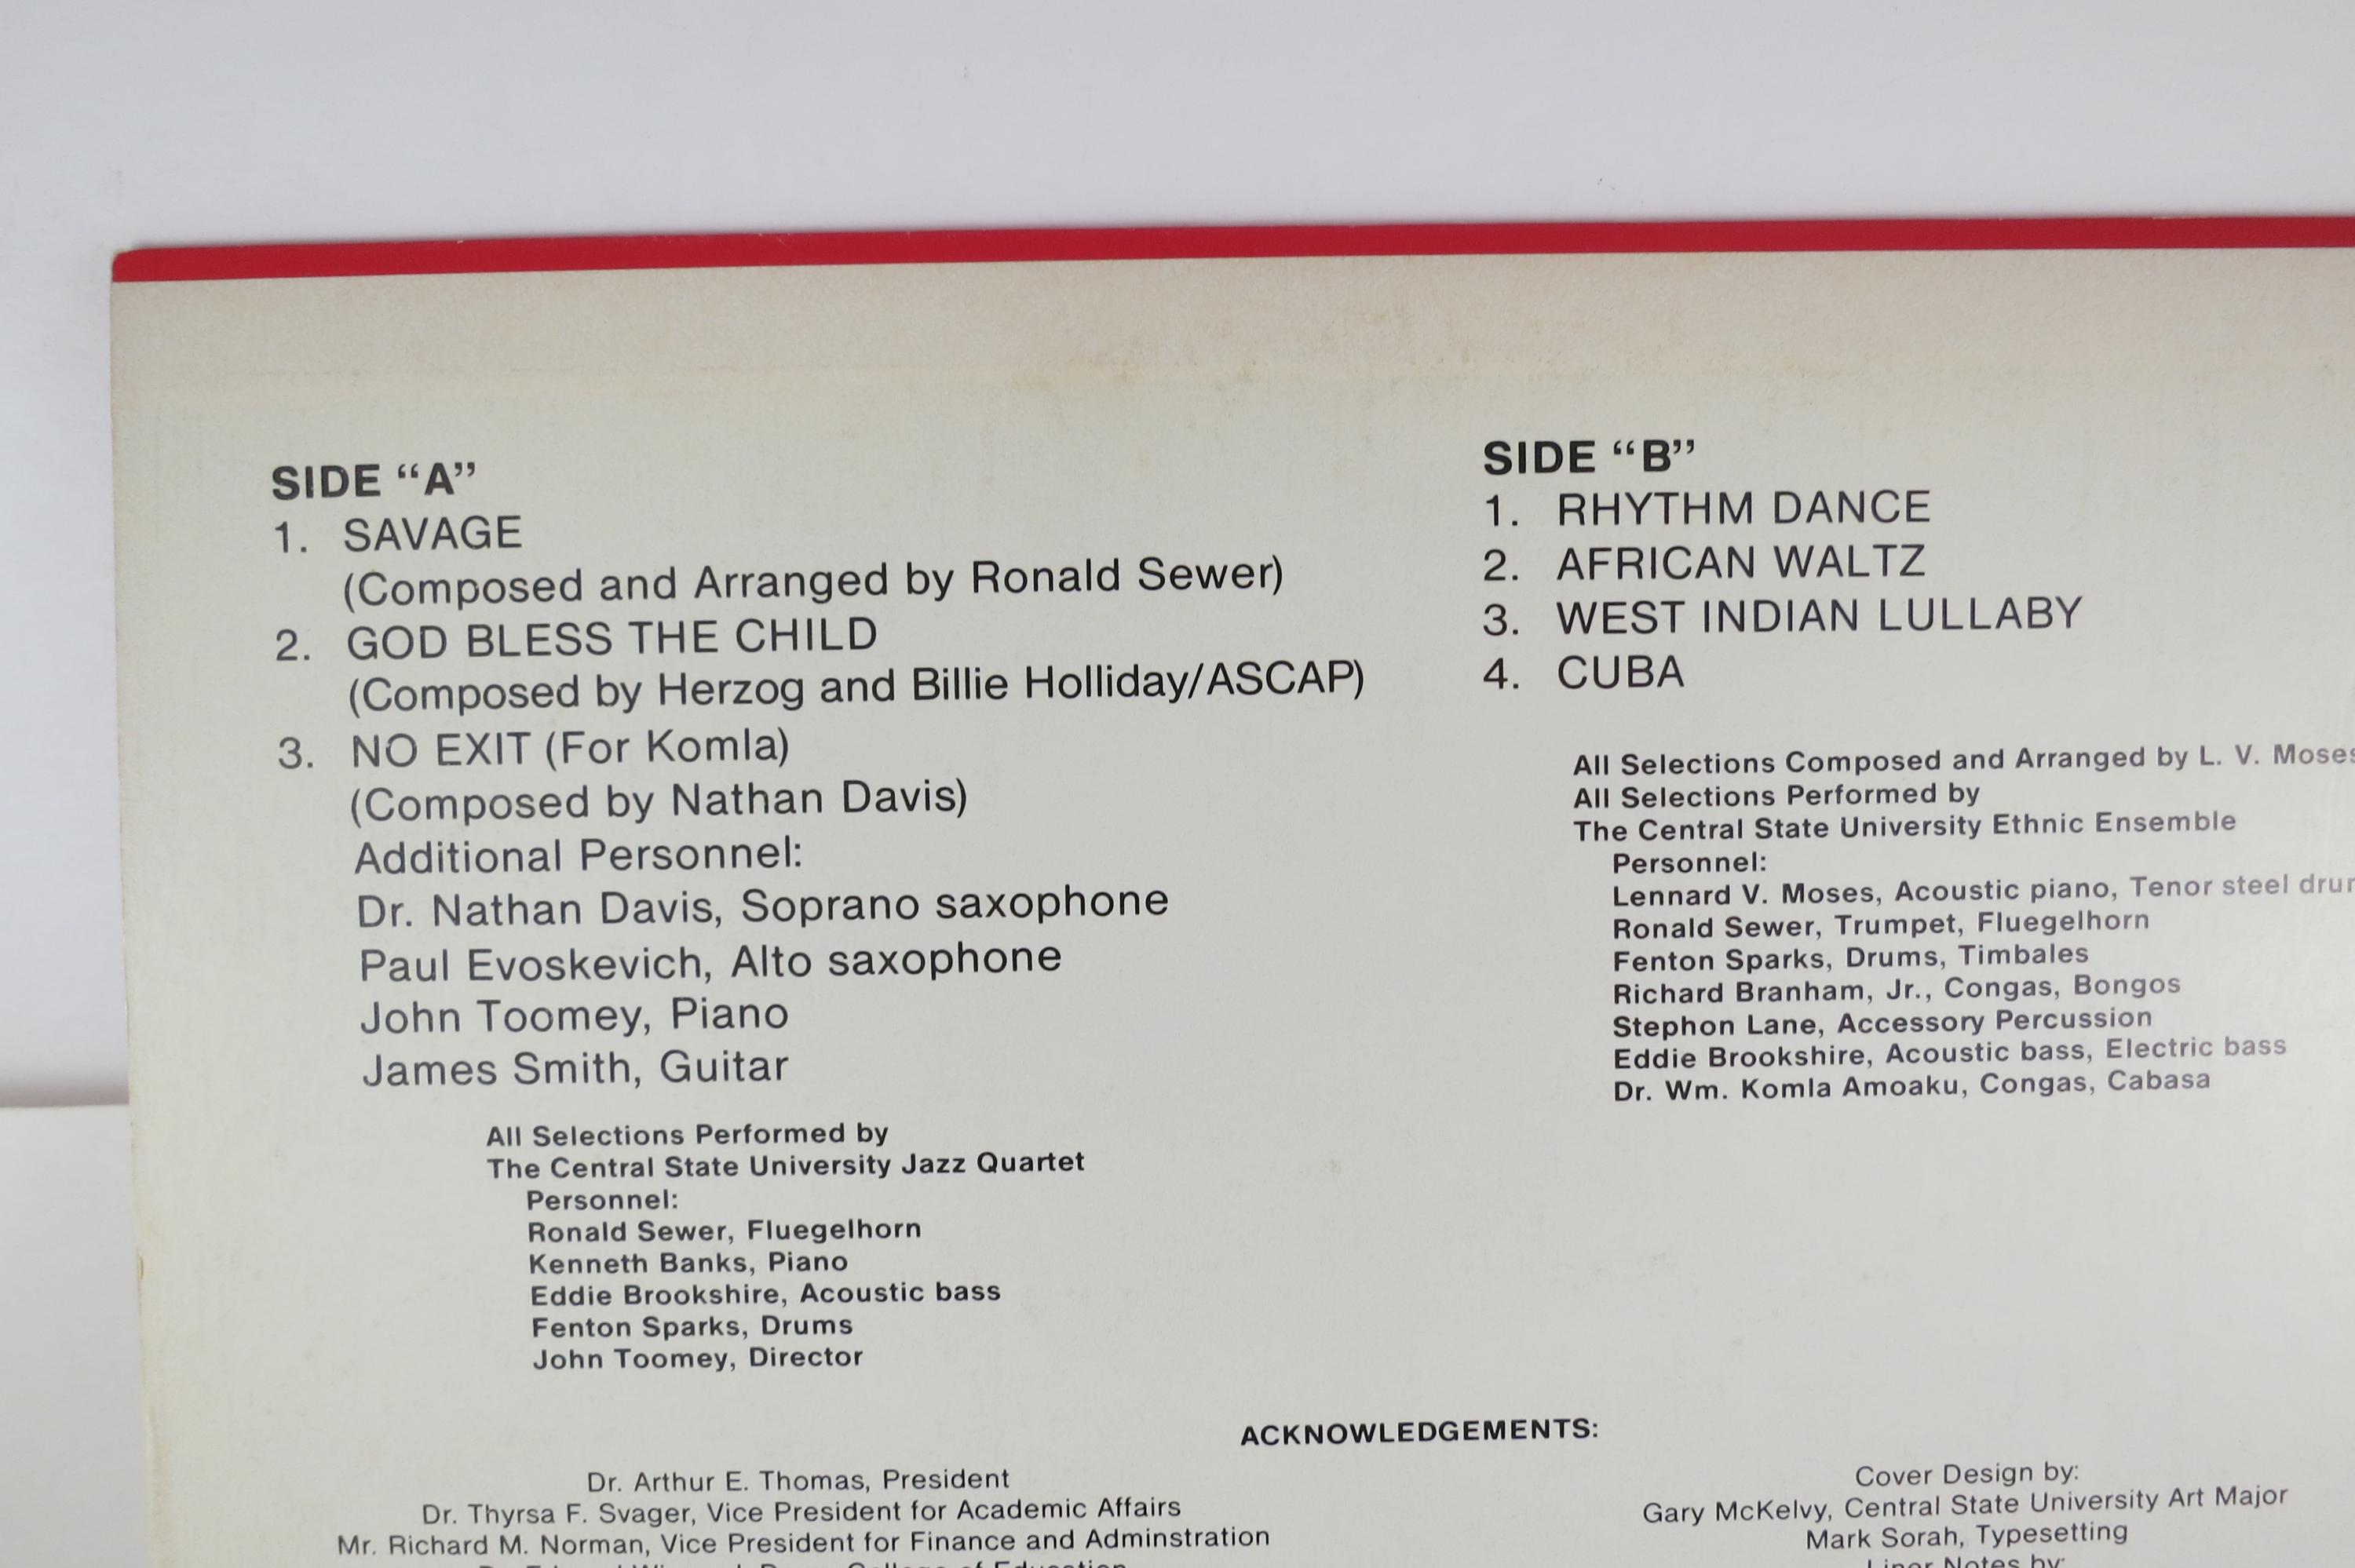 SIDE “A”
1. SAVAGE
(Composed and Arranged by Ronald Sewer)
2. GOD BLESS THE CHILD
(Composed by Herzog and Billie Holliday/ASCAP)
3. NO EXIT (For Komla)
(Composed by Nathan Davis)
Additional Personnel:
Dr. Nathan Davis, Soprano saxophone
Paul Evoskevich, Alto saxophone
John Toomey, Piano
James Smith, Guitar
All Selections Performed by
The Central State University Jazz Quartet
Personnel:
Ronald Sewer, Fluegelhorn
Kenneth Banks, Piano
Eddie Brookshire, Acoustic bass
Fenton Sparks, Drums
John Toomey, Director
SIDE “B”
1. RHYTHM DANCE
2. AFRICAN WALTZ
3. WEST INDIAN LULLABY
4. CUBA
All Selections Composed and Arranged by L. V. Moses
All Selections Performed by
The Central State University Ethnic Ensemble
Personnel:
Lennard V. Moses, Acoustic piano, Tenor steel
Ronald Sewer, Trumpet, Fluegelhorn
Fenton Sparks, Drums, Timbales
Richard Branham, Jr., Congas, Bongos
Stephon Lane, Accessory Percussion
Eddie Brookshire, Acoustic bass, Electric bass
Dr. Wm. Komla Amoaku, Congas, Cabasa
ACKNOWLEDGEMENTS:
Dr. Arthur E. Thomas, President
Dr. Thyrsa F. Svager, Vice President for Academic Affairs
Mr. Richard M. Norman, Vice President for Finance and Adminstration
College of Education
Cover Design by:
Gary McKelvy, Central State University Art Major
Mark Sorah, Typesetting
Liner Notes by: